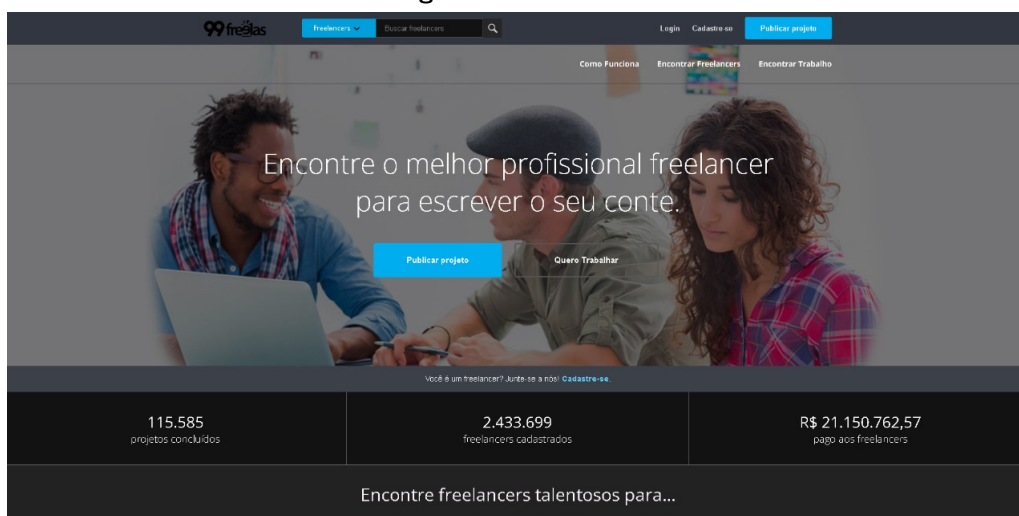 99freelas
Freelancers
Buscar freelancers
Login
Cadastre-se
Publicar projeto
Como Funciona
Encontrar Freelancers
Encontrar Trabalho
Encontre o melhor profissional freelancer
para escrever o seu conte.
Publicar projeto
Quero Trabalhar
Você é um freelancer? Junte-se a nós! Cadastre-se.
115.585
projetos concluídos
2.433.699
freelancers cadastrados
R$ 21.150.762,57
pago aos freelancers
Encontre freelancers talentosos para...